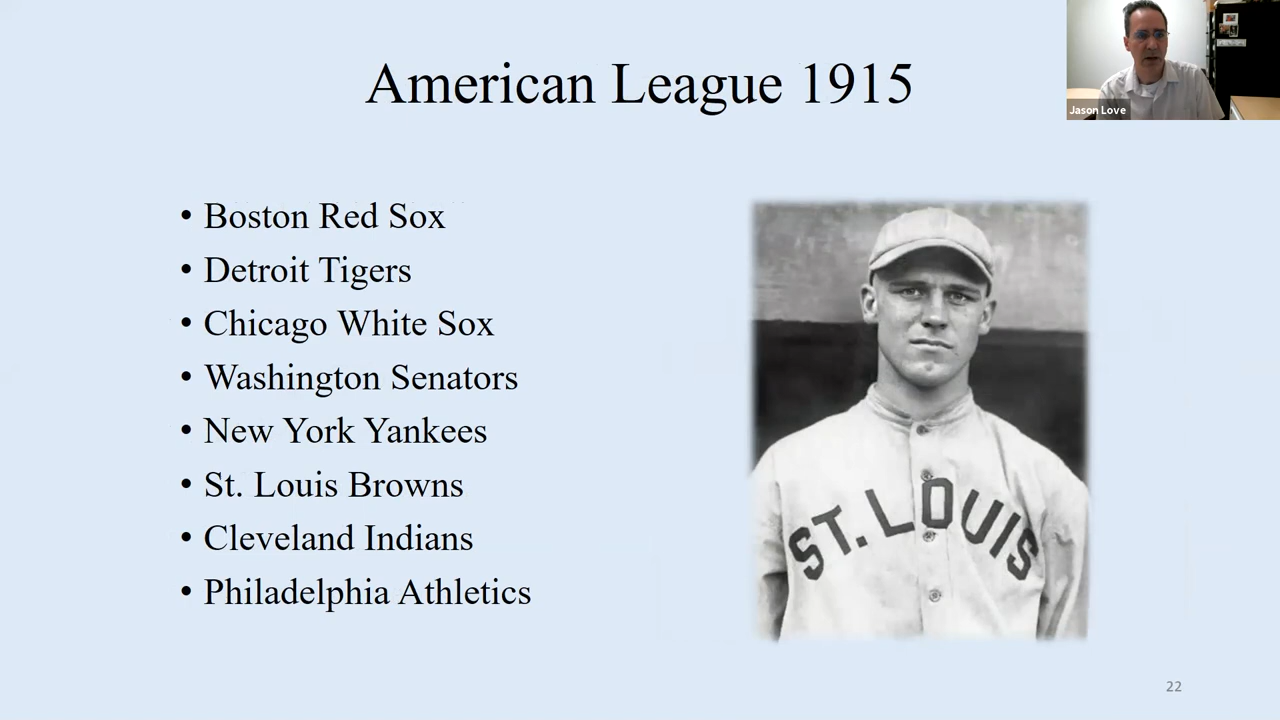 American League 1915
Jason Love
• Boston Red Sox
• Detroit Tigers
• Chicago White Sox
• Washington Senators
• New York Yankees
• St. Louis Browns
• Cleveland Indians
• Philadelphia Athletics
ST. LOUIS
22